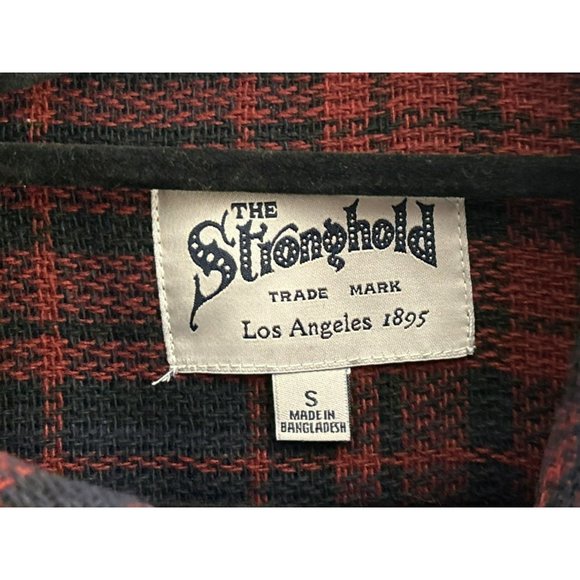 THE
Stronghold
TRADE MARK
Los Angeles 1895
S
MADE IN
BANGLADESH